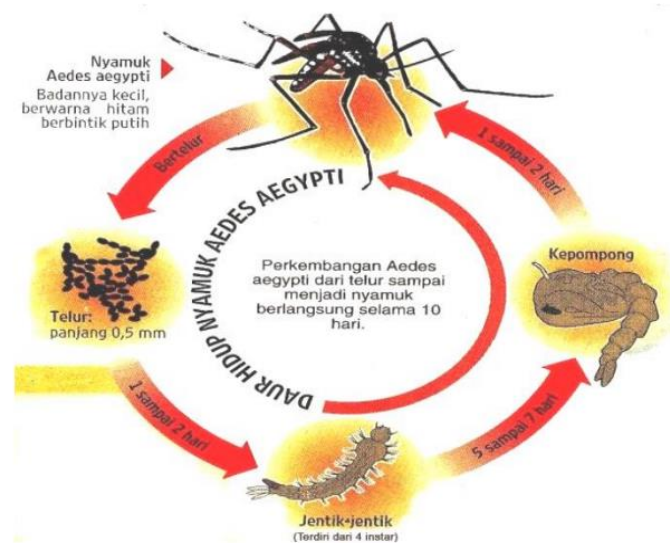 Nyamuk
Aedes aegypti
Badannya kecil,
berwarna hitam
berbintik putih
Bertelur
1 sampai 2 hari
DAUR HIDUP NYAMUK AEDES AEGYPTI
Perkembangan Aedes
aegypti dari telur sampai
menjadi nyamuk
berlangsung selama 10
hari.
Kepompong
Telur:
panjang 0,5 mm
1 sampai 2 hari
5 sampai 7 hari
Jentik-jentik
(Terdiri dari 4 instar)